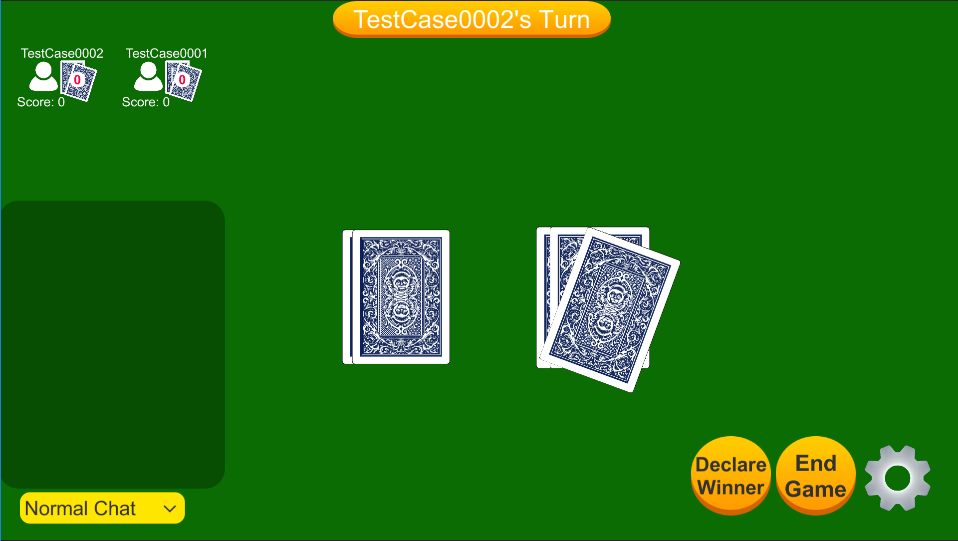 TestCase0002's Turn
TestCase0002 TestCase0001
0 0
Score: 0 Score: 0
Declare
Winner
End
Game
Normal Chat